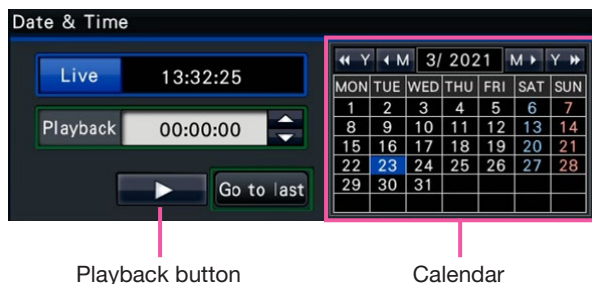 Date & Time
Live 13:32:25
Playback 00:00:00
Go to last
Y M 3/ 2021 M Y
MON TUE WED THU FRI SAT SUN
1 2 3 4 5 6 7
8 9 10 11 12 13 14
15 16 17 18 19 20 21
22 23 24 25 26 27 28
29 30 31
Playback button Calendar